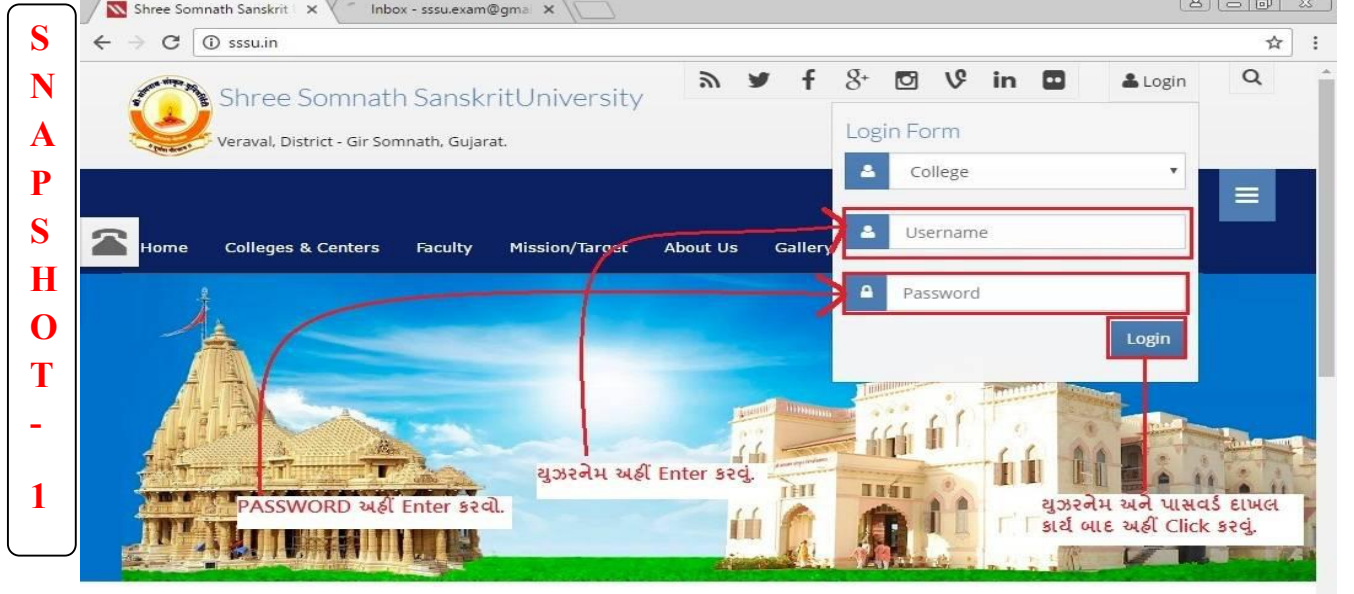 S
N
A
P
S
H
O
T
-
1
Shree Somnath Sanskrit
Inbox - sssu.exam@gmai
sssu.in
Shree Somnath SanskritUniversity
Veraval, District - Gir Somnath, Gujarat.
Login
Login Form
College
Username
Password
Login
Home Colleges & Centers Faculty Mission/Target About Us Gallery
યુઝરનેમ અહીં Enter કરવું.
PASSWORD અહીં Enter કરવો.
યુઝરનેમ અને પાસવર્ડ દાખલ
કાર્ય બાદ અહીં Click કરવું.